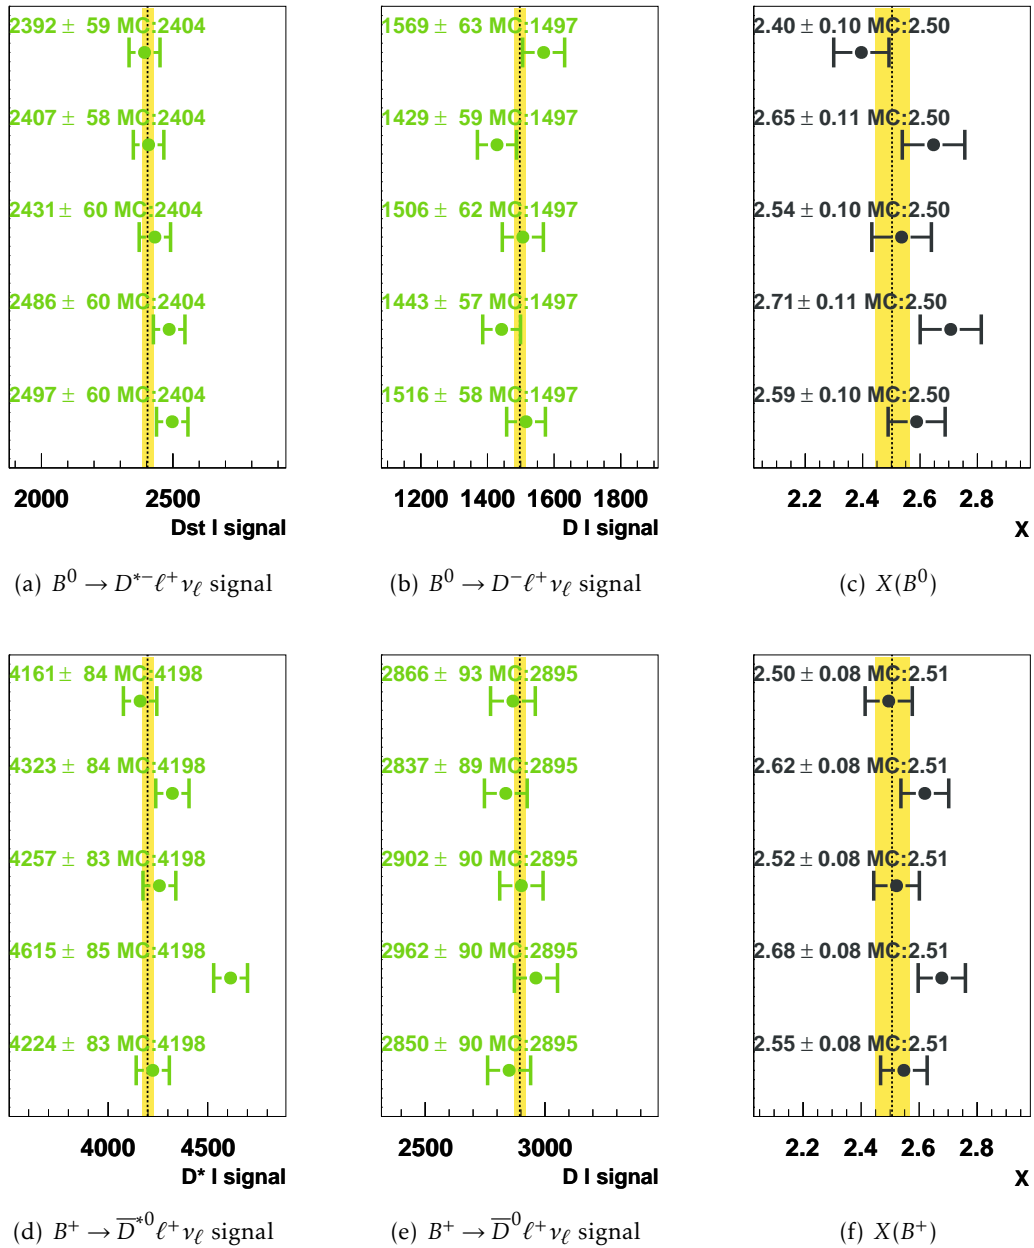 2392 ± 59 MC:2404
2407 ± 58 MC:2404
2431 ± 60 MC:2404
2486 ± 60 MC:2404
2497 ± 60 MC:2404
2000 2500
Dst l signal
(a) B⁰ → D*⁻ℓ⁺νℓ signal
1569 ± 63 MC:1497
1429 ± 59 MC:1497
1506 ± 62 MC:1497
1443 ± 57 MC:1497
1516 ± 58 MC:1497
1200 1400 1600 1800
D l signal
(b) B⁰ → D⁻ℓ⁺νℓ signal
2.40 ± 0.10 MC:2.50
2.65 ± 0.11 MC:2.50
2.54 ± 0.10 MC:2.50
2.71 ± 0.11 MC:2.50
2.59 ± 0.10 MC:2.50
2.2 2.4 2.6 2.8
X
(c) X(B⁰)
4161 ± 84 MC:4198
4323 ± 84 MC:4198
4257 ± 83 MC:4198
4615 ± 85 MC:4198
4224 ± 83 MC:4198
4000 4500
D* l signal
(d) B⁺ → D̅*⁰ℓ⁺νℓ signal
2866 ± 93 MC:2895
2837 ± 89 MC:2895
2902 ± 90 MC:2895
2962 ± 90 MC:2895
2850 ± 90 MC:2895
2500 3000
D l signal
(e) B⁺ → D̅⁰ℓ⁺νℓ signal
2.50 ± 0.08 MC:2.51
2.62 ± 0.08 MC:2.51
2.52 ± 0.08 MC:2.51
2.68 ± 0.08 MC:2.51
2.55 ± 0.08 MC:2.51
2.2 2.4 2.6 2.8
X
(f) X(B⁺)